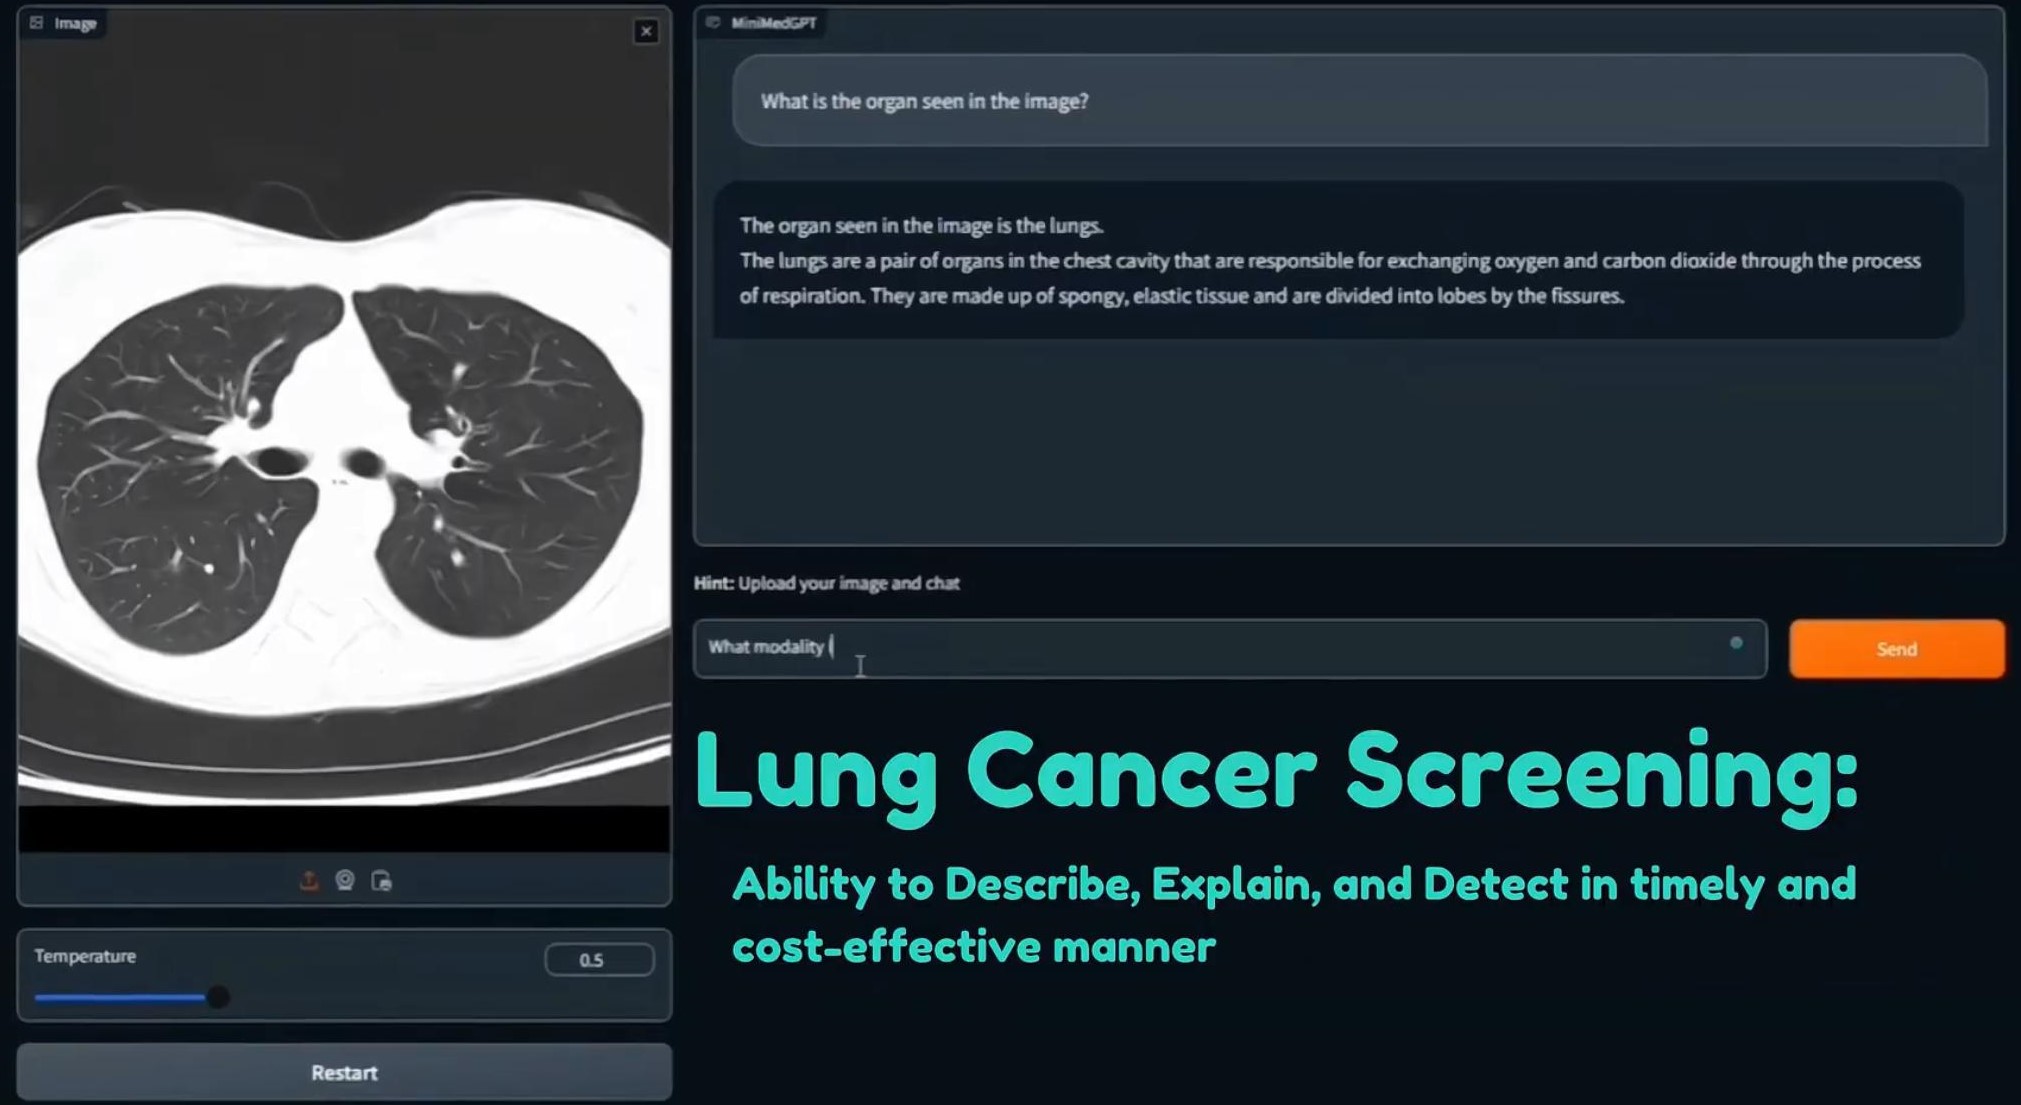 Image
MiniMedGPT
What is the organ seen in the image?
The organ seen in the image is the lungs.
The lungs are a pair of organs in the chest cavity that are responsible for exchanging oxygen and carbon dioxide through the process
of respiration. They are made up of spongy, elastic tissue and are divided into lobes by the fissures.
Hint: Upload your image and chat
What modality
Send
Lung Cancer Screening:
Ability to Describe, Explain, and Detect in timely and
cost-effective manner
Temperature
0.5
Restart